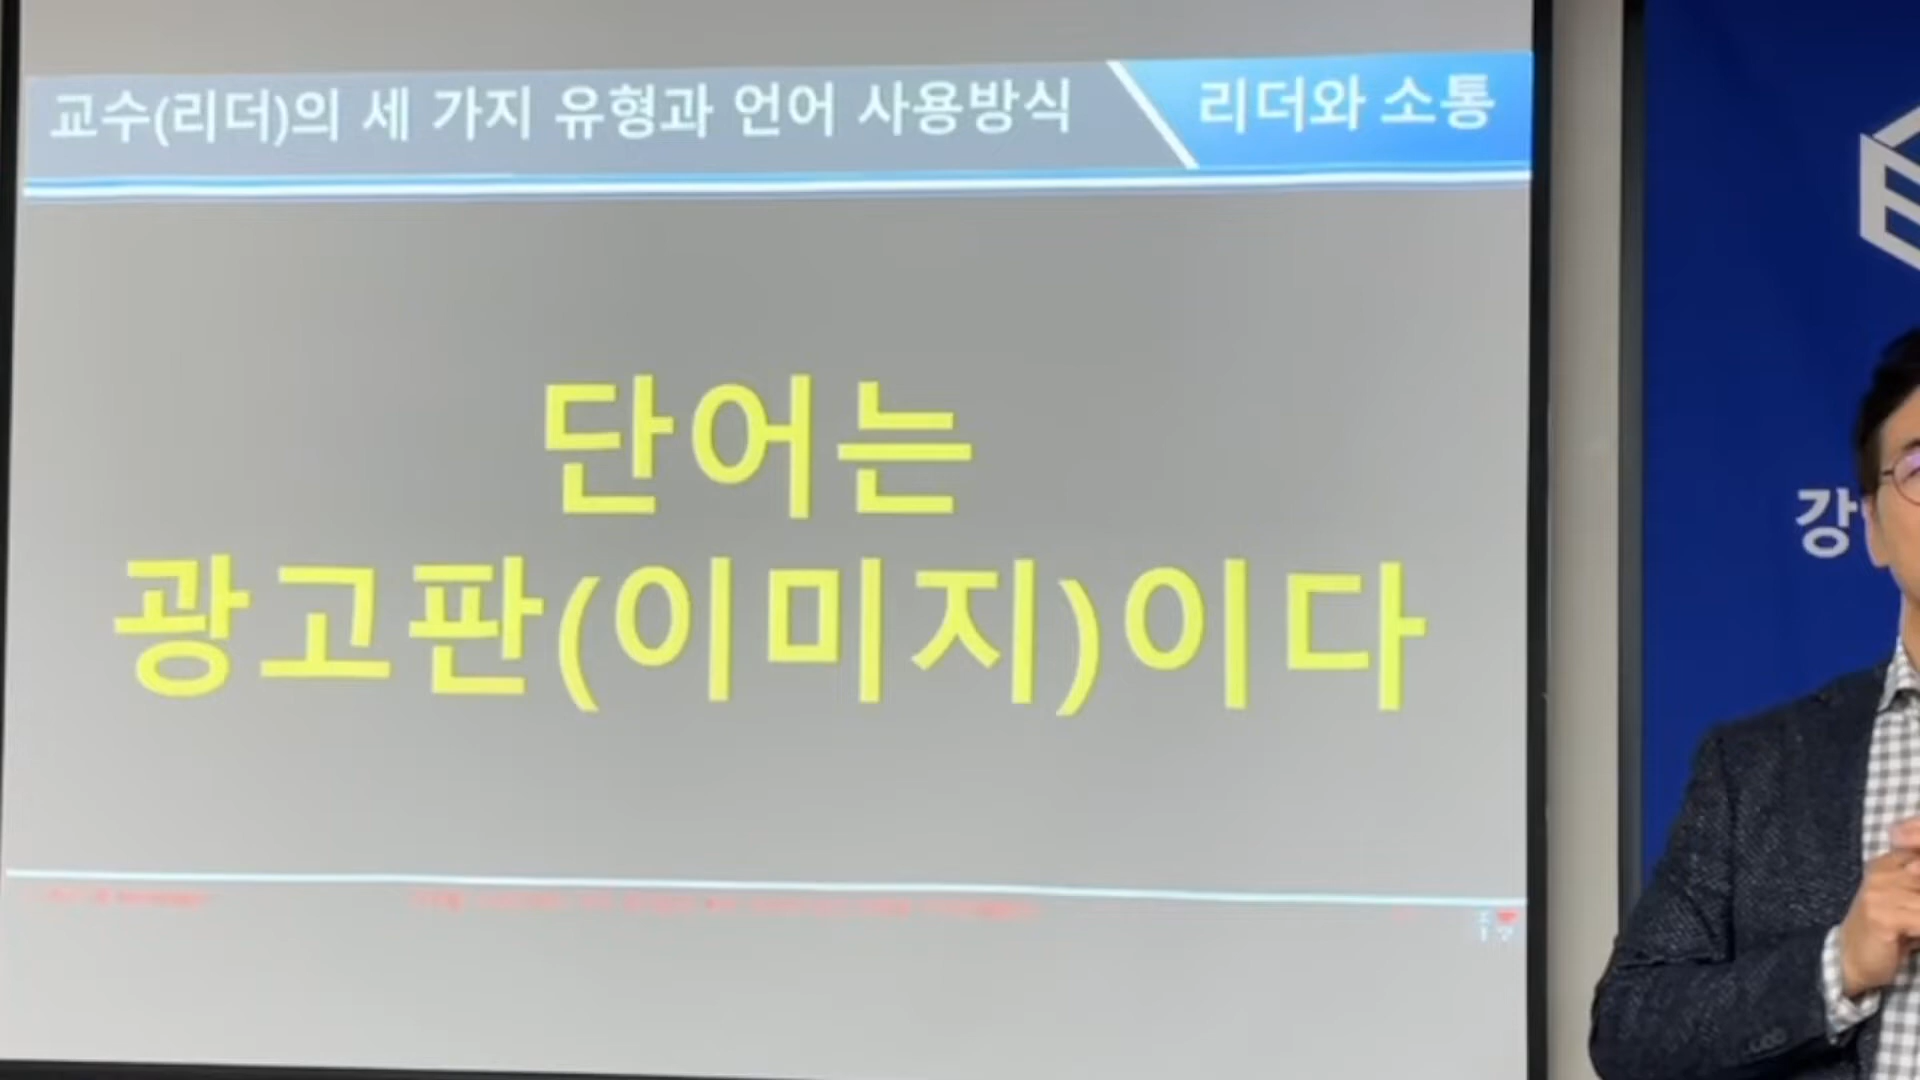 교수(리더)의 세 가지 유형과 언어 사용방식
리더와 소통
단어는
광고판(이미지)이다
강